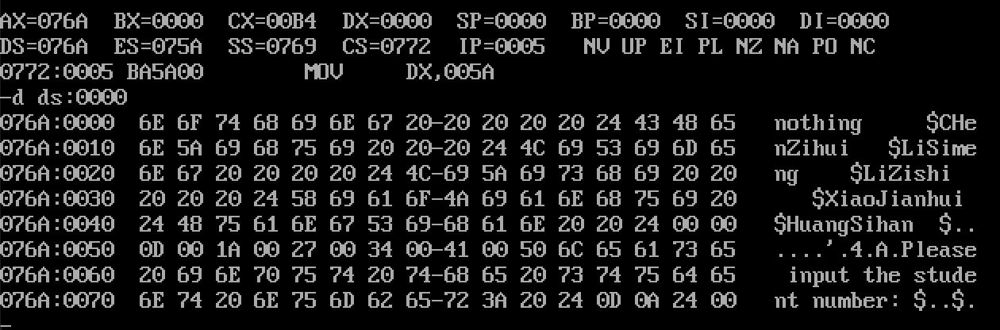 AX=076A  BX=0000  CX=00B4  DX=0000  SP=0000  BP=0000  SI=0000  DI=0000
DS=076A  ES=075A  SS=0769  CS=0772  IP=0005   NV UP EI PL NZ NA PO NC
0772:0005 BA5A00        MOV     DX,005A
-d ds:0000
076A:0000  6E 6F 74 68 69 6E 67 20-20 20 20 20 24 43 48 65   nothing     $CHe
076A:0010  6E 5A 69 68 75 69 20 20-20 24 4C 69 53 69 6D 65   nZihui   $LiSime
076A:0020  6E 67 20 20 20 20 24 4C-69 5A 69 73 68 69 20 20   ng    $LiZishi
076A:0030  20 20 20 24 58 69 61 6F-4A 69 61 6E 68 75 69 20      $XiaoJianhui
076A:0040  24 48 75 61 6E 67 53 69-68 61 6E 20 20 24 00 00   $HuangSihan  $..
076A:0050  0D 00 1A 00 27 00 34 00-41 00 50 6C 65 61 73 65   ....'.4.A.Please
076A:0060  20 69 6E 70 75 74 20 74-68 65 20 73 74 75 64 65    input the stude
076A:0070  6E 74 20 6E 75 6D 62 65-72 3A 20 24 0D 0A 24 00   nt number: $..$.
-